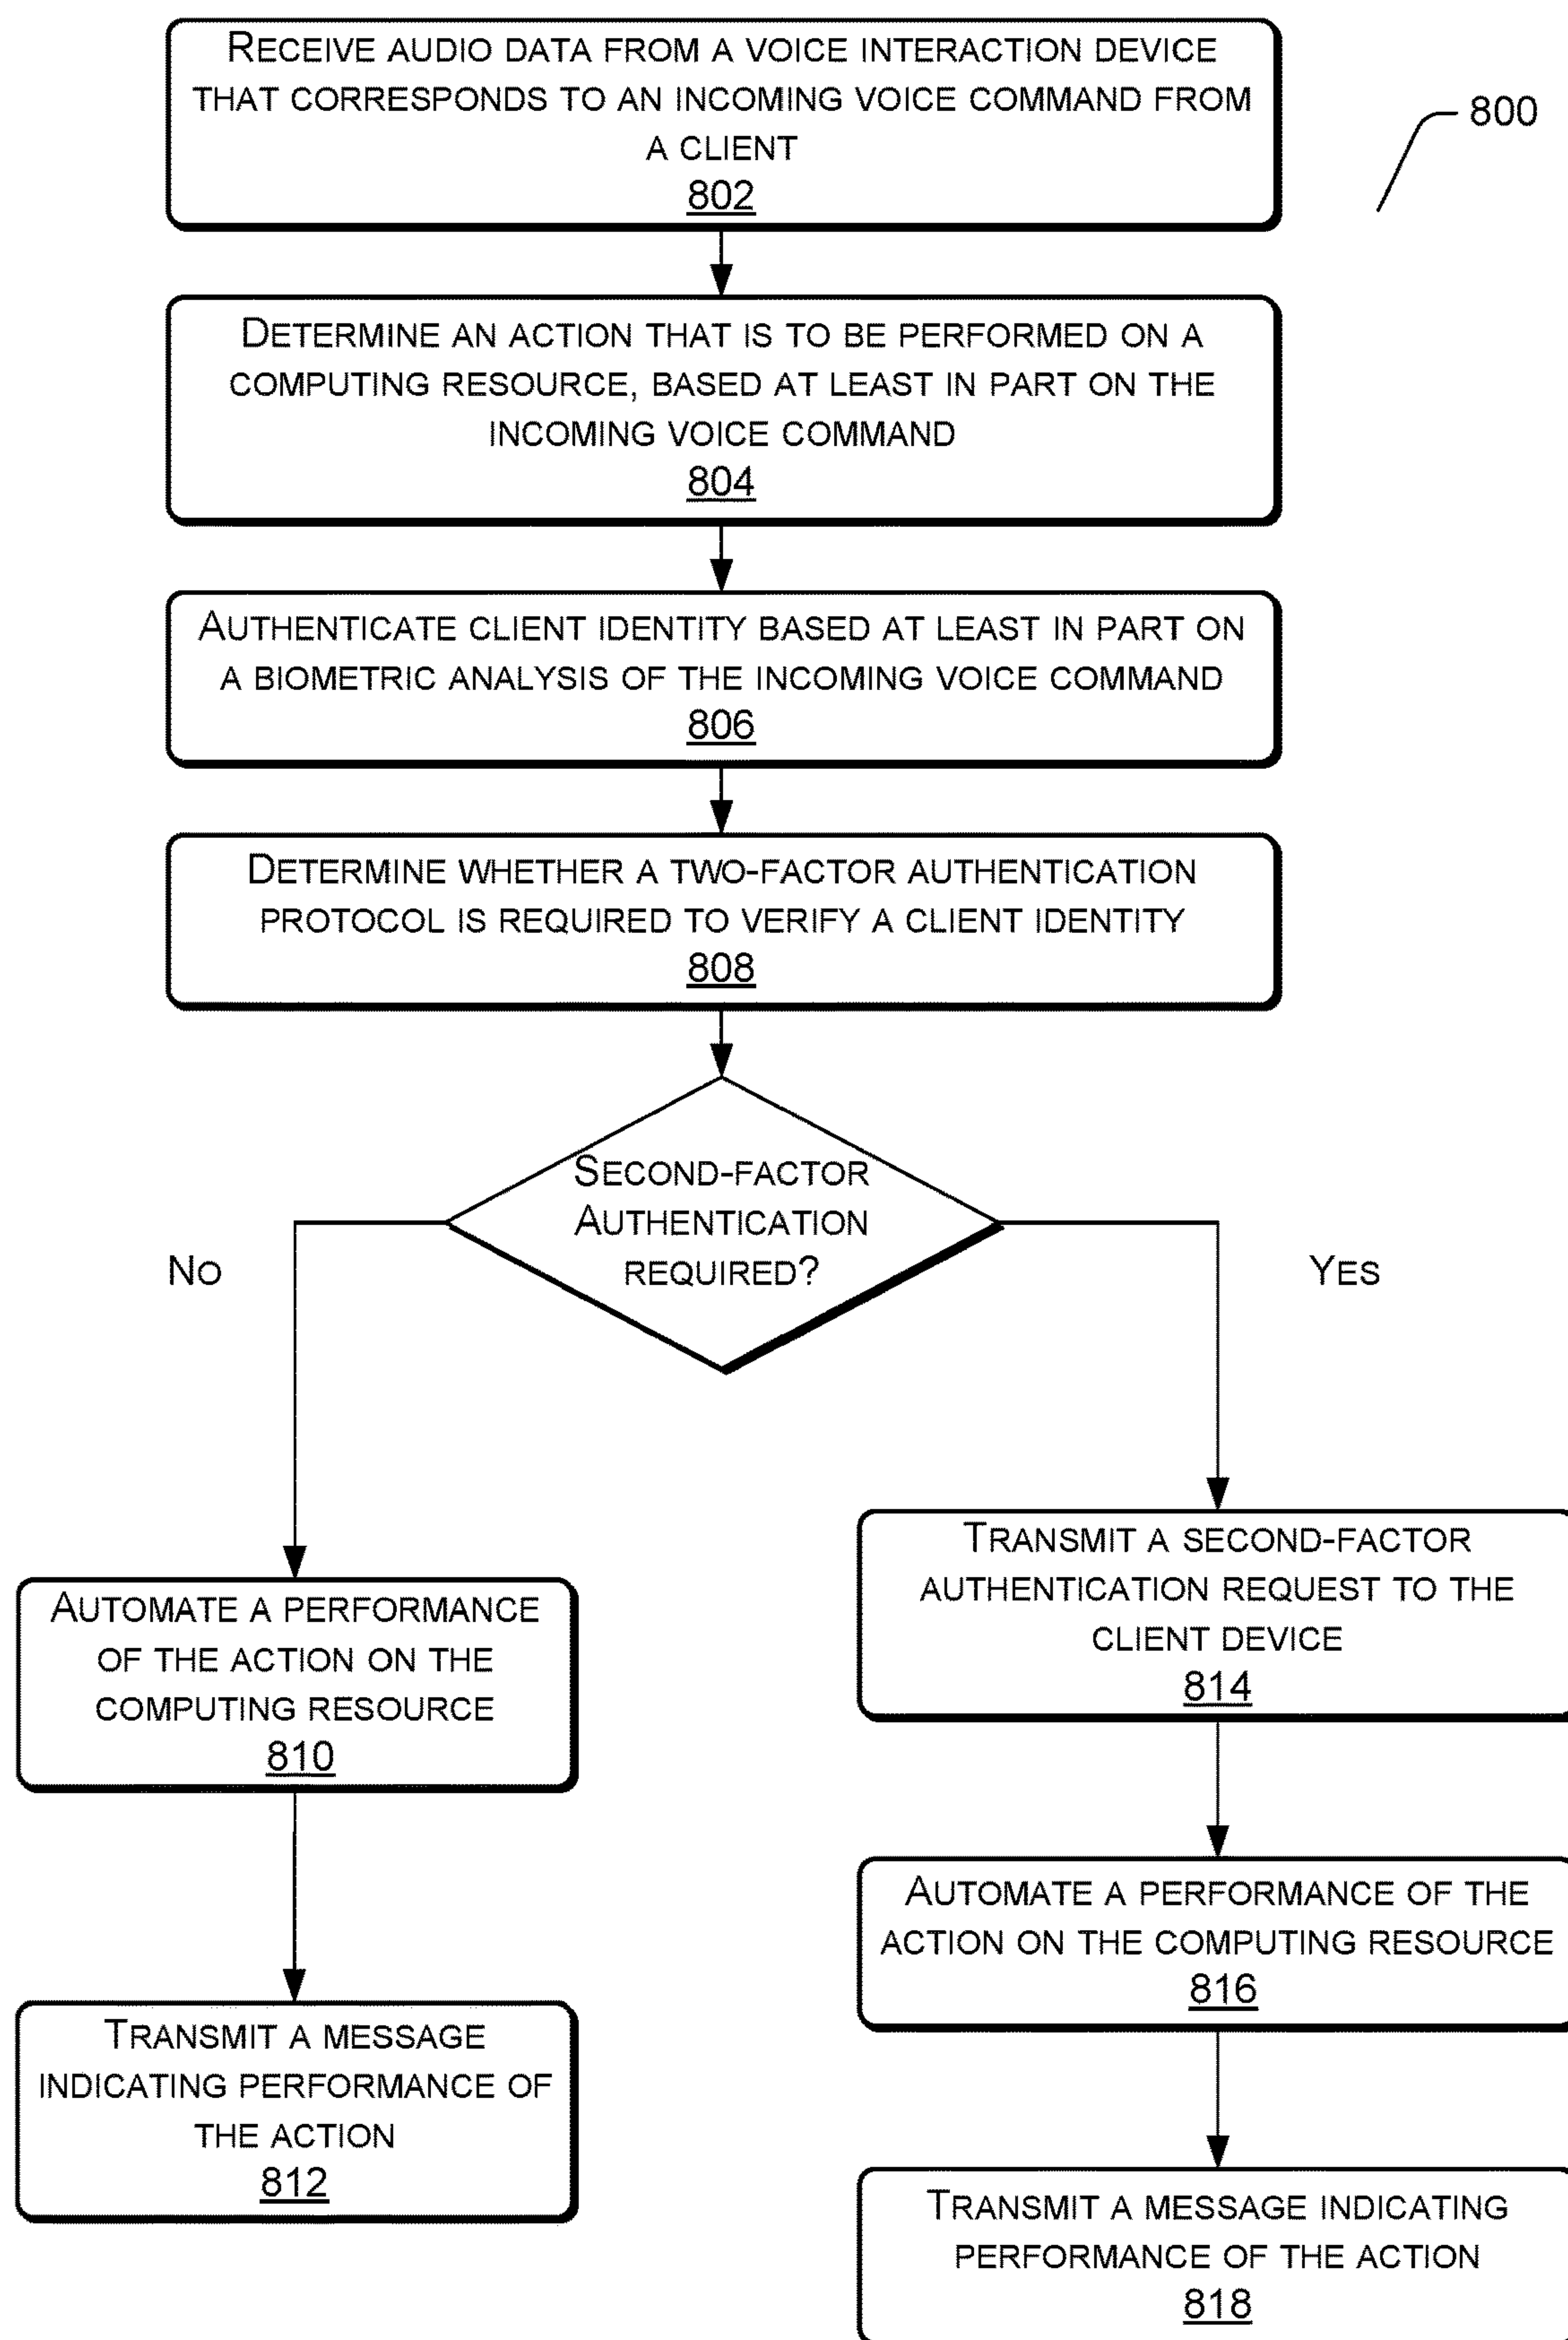 RECEIVE AUDIO DATA FROM A VOICE INTERACTION DEVICE
THAT CORRESPONDS TO AN INCOMING VOICE COMMAND FROM
A CLIENT
802
800
DETERMINE AN ACTION THAT IS TO BE PERFORMED ON A
COMPUTING RESOURCE, BASED AT LEAST IN PART ON THE
INCOMING VOICE COMMAND
804
AUTHENTICATE CLIENT IDENTITY BASED AT LEAST IN PART ON
A BIOMETRIC ANALYSIS OF THE INCOMING VOICE COMMAND
806
DETERMINE WHETHER A TWO-FACTOR AUTHENTICATION
PROTOCOL IS REQUIRED TO VERIFY A CLIENT IDENTITY
808
SECOND-FACTOR
AUTHENTICATION
REQUIRED?
NO
YES
AUTOMATE A PERFORMANCE
OF THE ACTION ON THE
COMPUTING RESOURCE
810
TRANSMIT A MESSAGE
INDICATING PERFORMANCE OF
THE ACTION
812
TRANSMIT A SECOND-FACTOR
AUTHENTICATION REQUEST TO THE
CLIENT DEVICE
814
AUTOMATE A PERFORMANCE OF THE
ACTION ON THE COMPUTING RESOURCE
816
TRANSMIT A MESSAGE INDICATING
PERFORMANCE OF THE ACTION
818